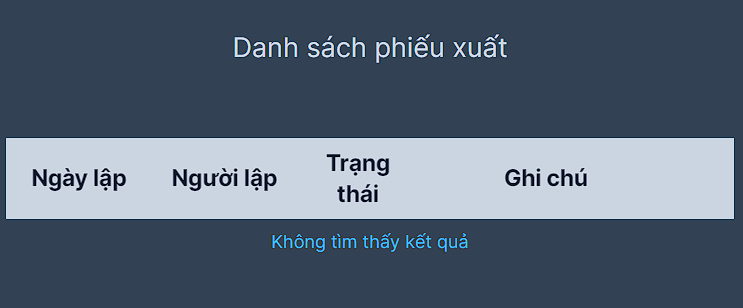 Danh sách phiếu xuất
Ngày lập Người lập Trạng thái Ghi chú
Không tìm thấy kết quả